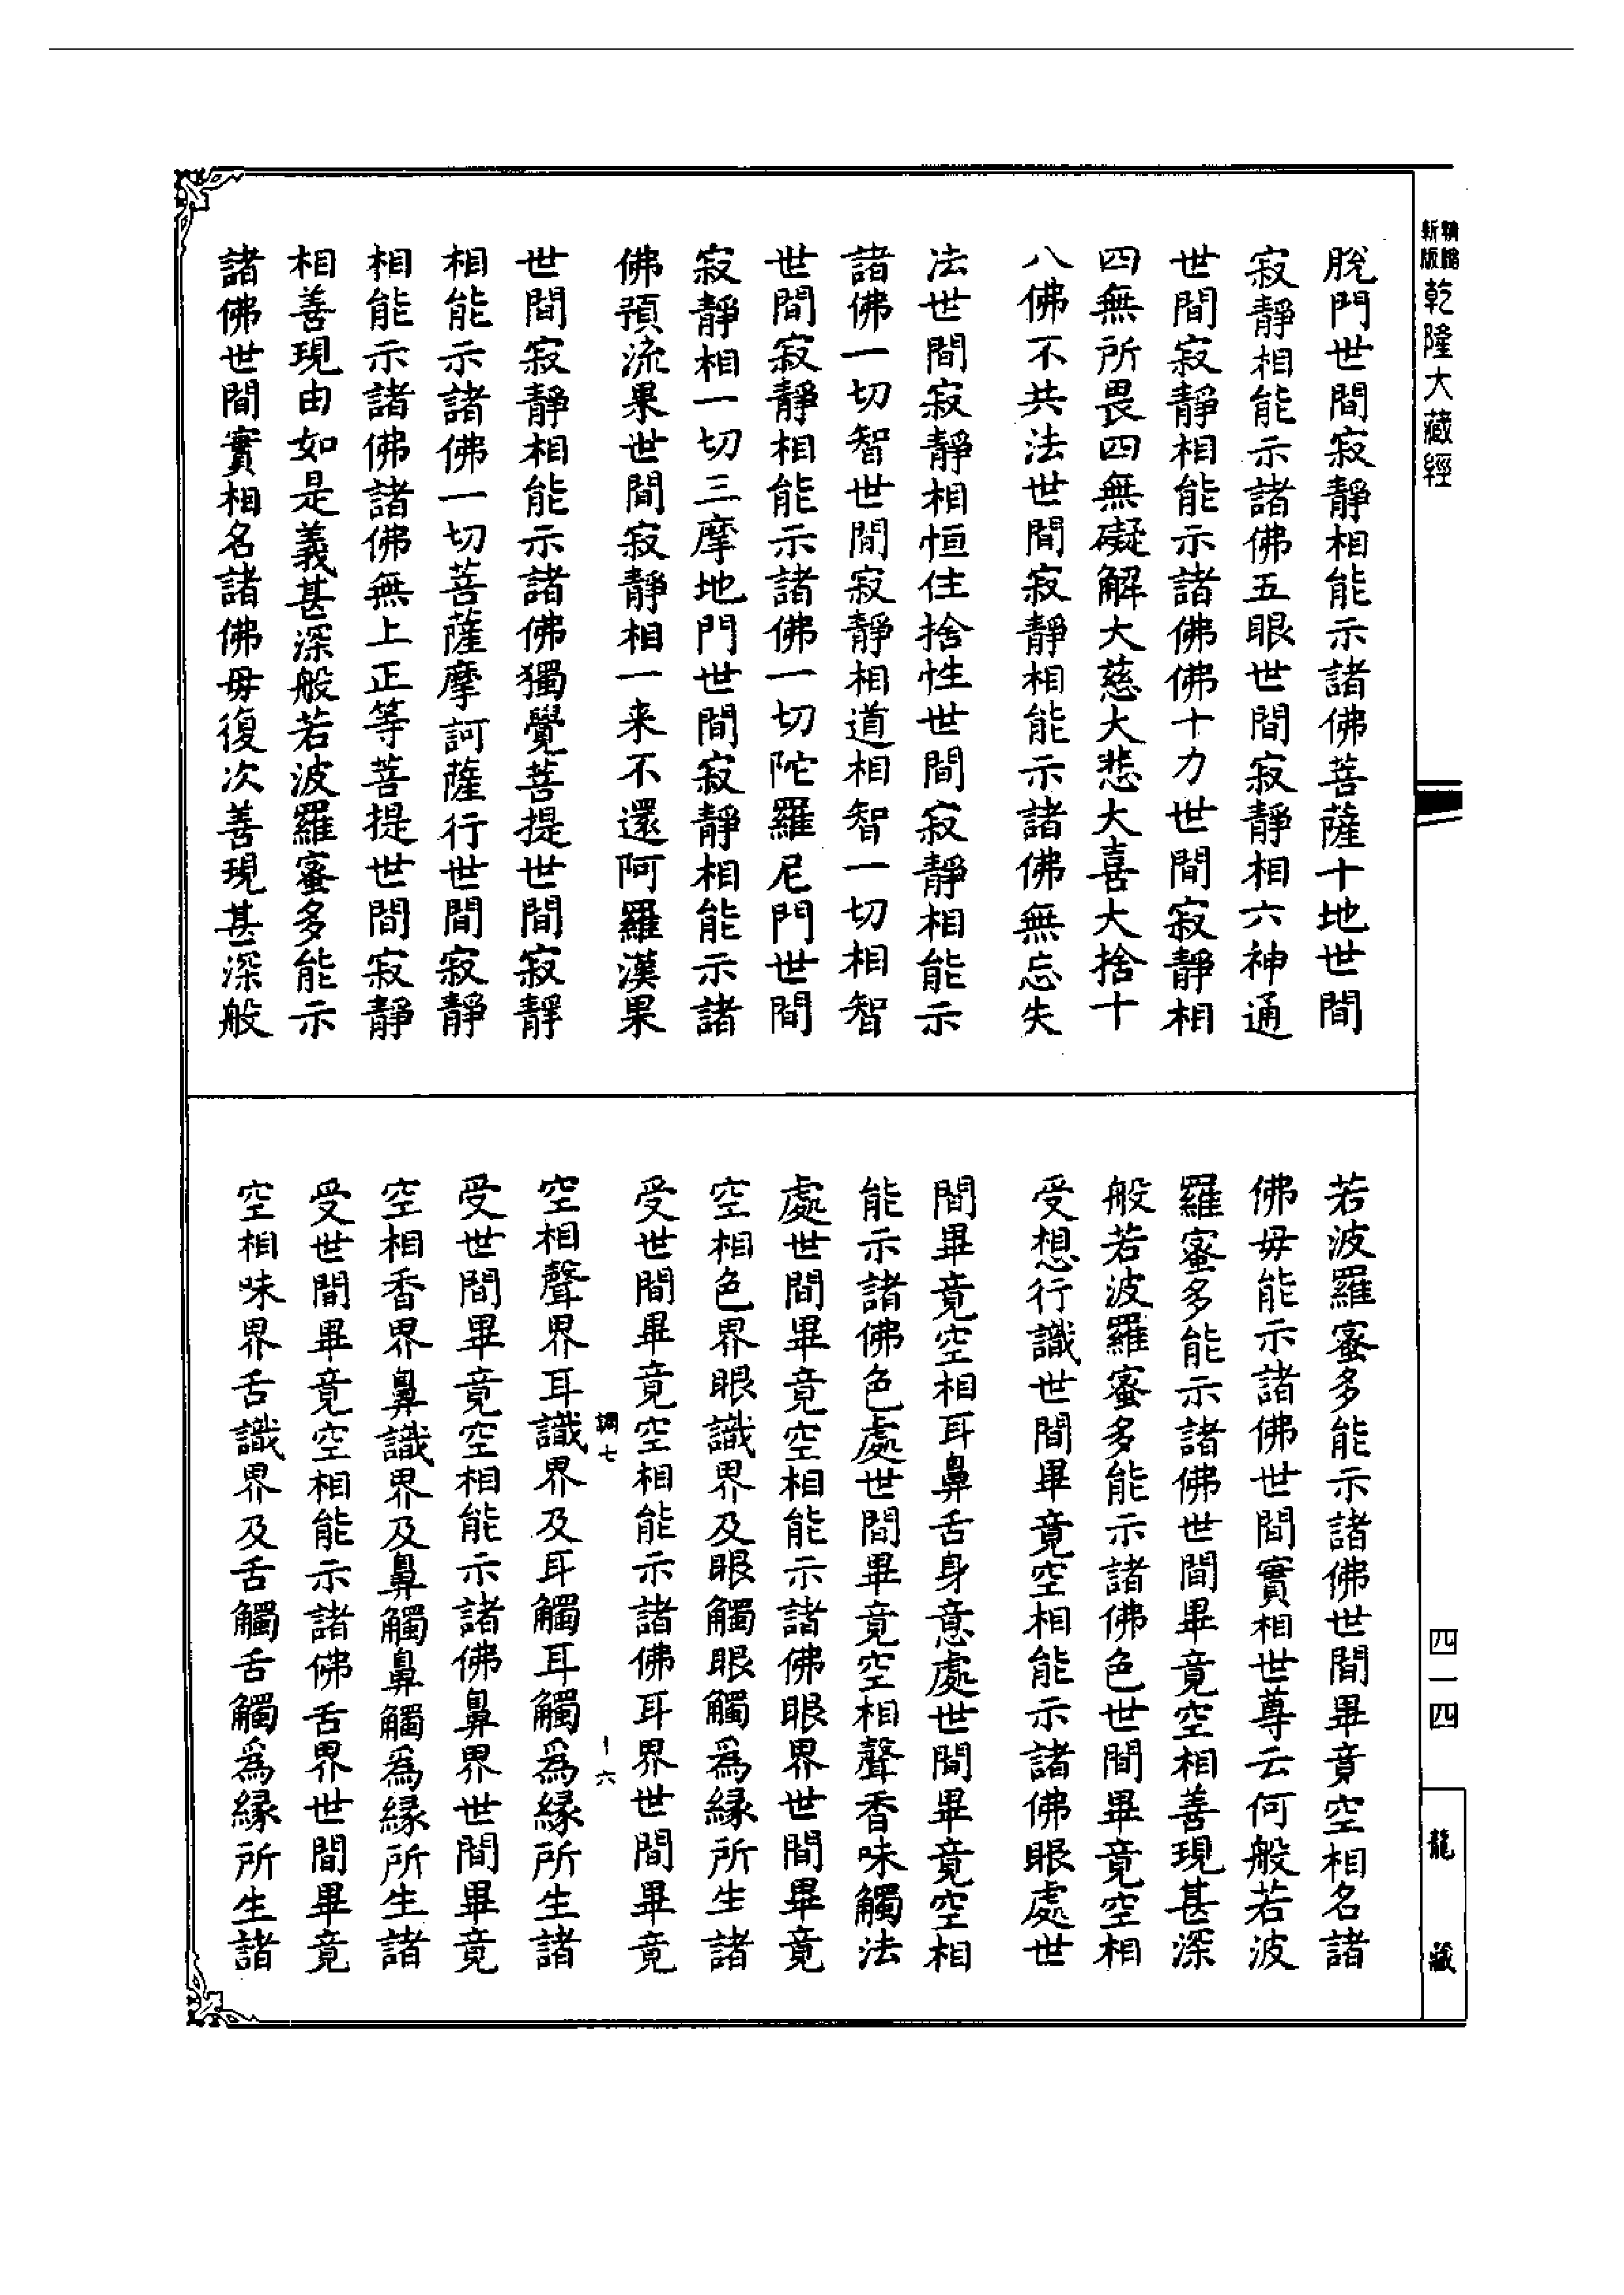 新版
乾隆大藏經
脫門世間寂靜相能示諸佛菩薩十地世間
寂靜相能示諸佛五眼世間寂靜相六神通
世間寂靜相能示諸佛佛十力世間寂靜相
四無所畏四無礙解大慈大悲大喜大捨十
八佛不共法世間寂靜相能示諸佛無忘失
法世間寂靜相恒住捨性世間寂靜相能示
諸佛一切智世間寂靜相道相智一切相智
世間寂靜相能示諸佛一切陀羅尼門世間
寂靜相一切三摩地門世間寂靜相能示諸
佛預流果世間寂靜相一来不還阿羅漢果
世間寂靜相能示諸佛獨覺菩提世間寂靜
相能示諸佛一切菩薩摩訶薩行世間寂靜
相能示諸佛諸佛無上正等菩提世間寂靜
相善現由如是義甚深般若波羅蜜多能示
諸佛世間實相名諸佛毋復次善現甚深般
若波羅蜜多能示諸佛世間畢竟空相名諸
佛毋能示諸佛世間實相世尊云何般若波
羅蜜多能示諸佛世間畢竟空相善現甚深
般若波羅蜜多能示諸佛色世間畢竟空相
受想行識世間畢竟空相能示諸佛眼處世
間畢竟空相耳鼻舌身意處世間畢竟空相
能示諸佛色處世間畢竟空相聲香味觸法
處世間畢竟空相能示諸佛眼界世間畢竟
空相色界眼識界及眼觸眼觸爲緣所生諸
受世間畢竟空相能示諸佛耳界世間畢竟
空相聲界耳識界及耳觸耳觸爲緣所生諸
受世間畢竟空相能示諸佛鼻界世間畢竟
空相香界鼻識界及鼻觸鼻觸爲緣所生諸
受世間畢竟空相能示諸佛舌界世間畢竟
空相味界舌識界及舌觸舌觸爲緣所生諸
調七
六
四一四
龍藏